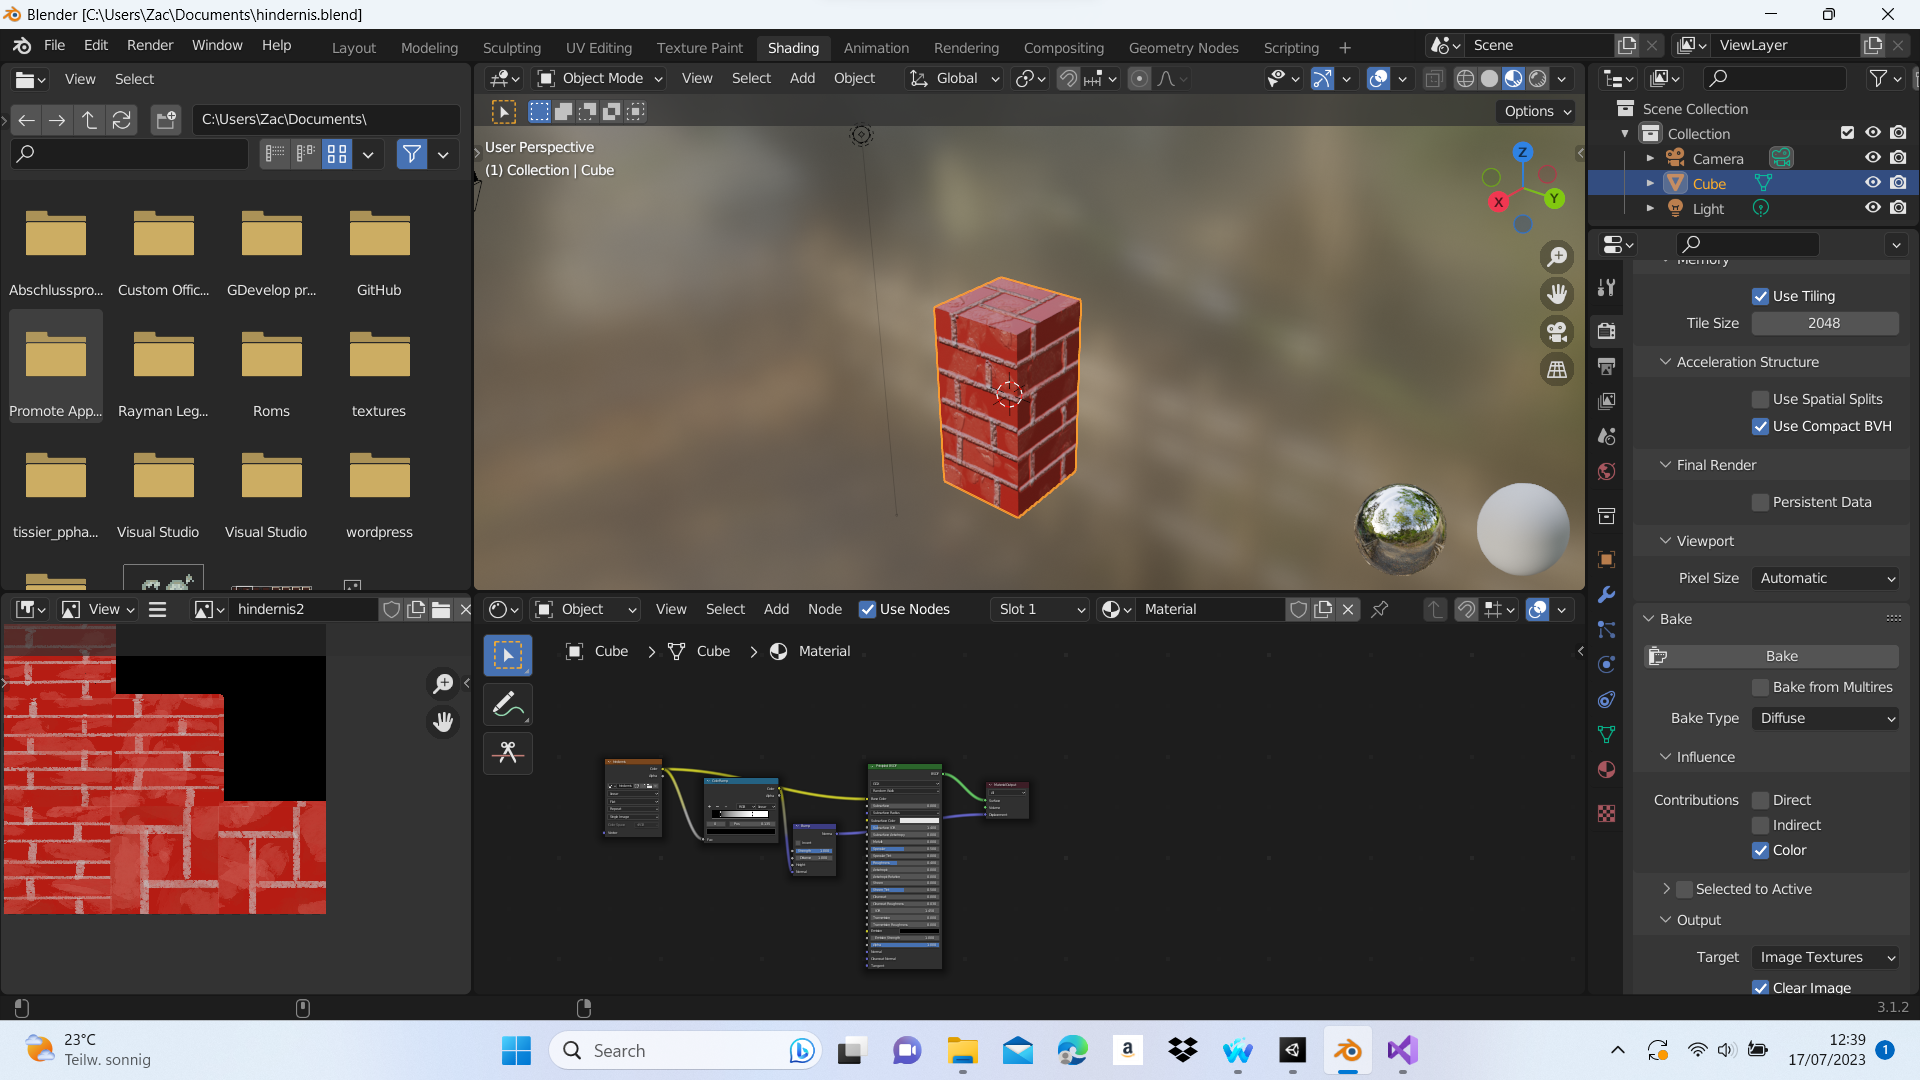 Blender [C:\Users\Zac\Documents\hindernis.blend]
File Edit Render Window Help Layout Modeling Sculpting UV Editing Texture Paint Shading Animation Rendering Compositing Geometry Nodes Scripting + Scene ViewLayer
View Select
Object Mode View Select Add Object Global
C:\Users\Zac\Documents\
Options
User Perspective
(1) Collection | Cube
Z
X
Y
Abschlusspro... Custom Offic... GDevelop pr... GitHub
Promote App... Rayman Leg... Roms textures
tissier_ppha... Visual Studio Visual Studio wordpress
Scene Collection
Collection
Camera
Cube
Light
Memory
Use Tiling
Tile Size 2048
Acceleration Structure
Use Spatial Splits
Use Compact BVH
Final Render
Persistent Data
Viewport
Pixel Size Automatic
Bake
Bake
Bake from Multires
Bake Type Diffuse
Influence
Contributions Direct
Indirect
Color
Selected to Active
Output
Target Image Textures
Clear Image
View hindernis2
Object View Select Add Node Use Nodes Slot 1 Material
Cube > Cube > Material
3.1.2
23°C
Teilw. sonnig
Search
a
12:39
17/07/2023
1